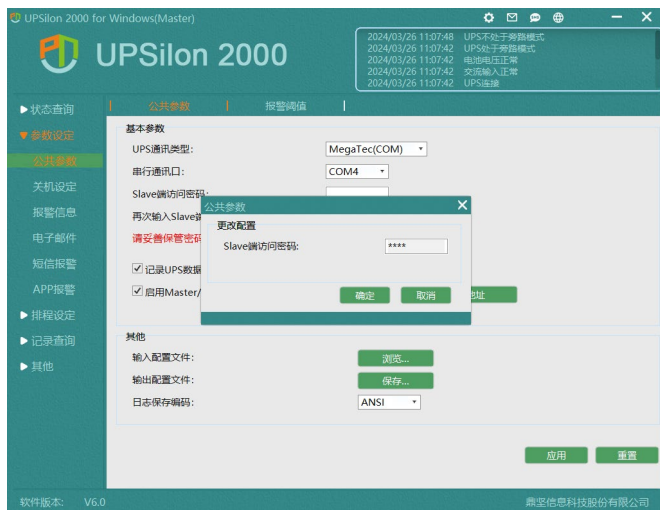 UPSilon 2000 for Windows(Master)
UPSilon 2000
2024/03/26 11:07:48 UPS不处于旁路模式
2024/03/26 11:07:42 UPS处于旁路模式
2024/03/26 11:07:42 电池电压正常
2024/03/26 11:07:42 交流输入正常
2024/03/26 11:07:42 UPS连接
状态查询
参数设定
公共参数
关机设定
报警信息
电子邮件
短信报警
APP报警
排程设定
记录查询
其他
公共参数
报警阈值
基本参数
UPS通讯类型: MegaTec(COM)
串行通讯口: COM4
Slave端访问密码:
再次输入Slave端
请妥善保管密码
记录UPS数据
启用Master/
地址
公共参数
更改配置
Slave端访问密码: ****
确定 取消
其他
输入配置文件: 浏览...
输出配置文件: 保存...
日志保存编码: ANSI
应用 重置
软件版本: V6.0
鼎坚信息科技股份有限公司